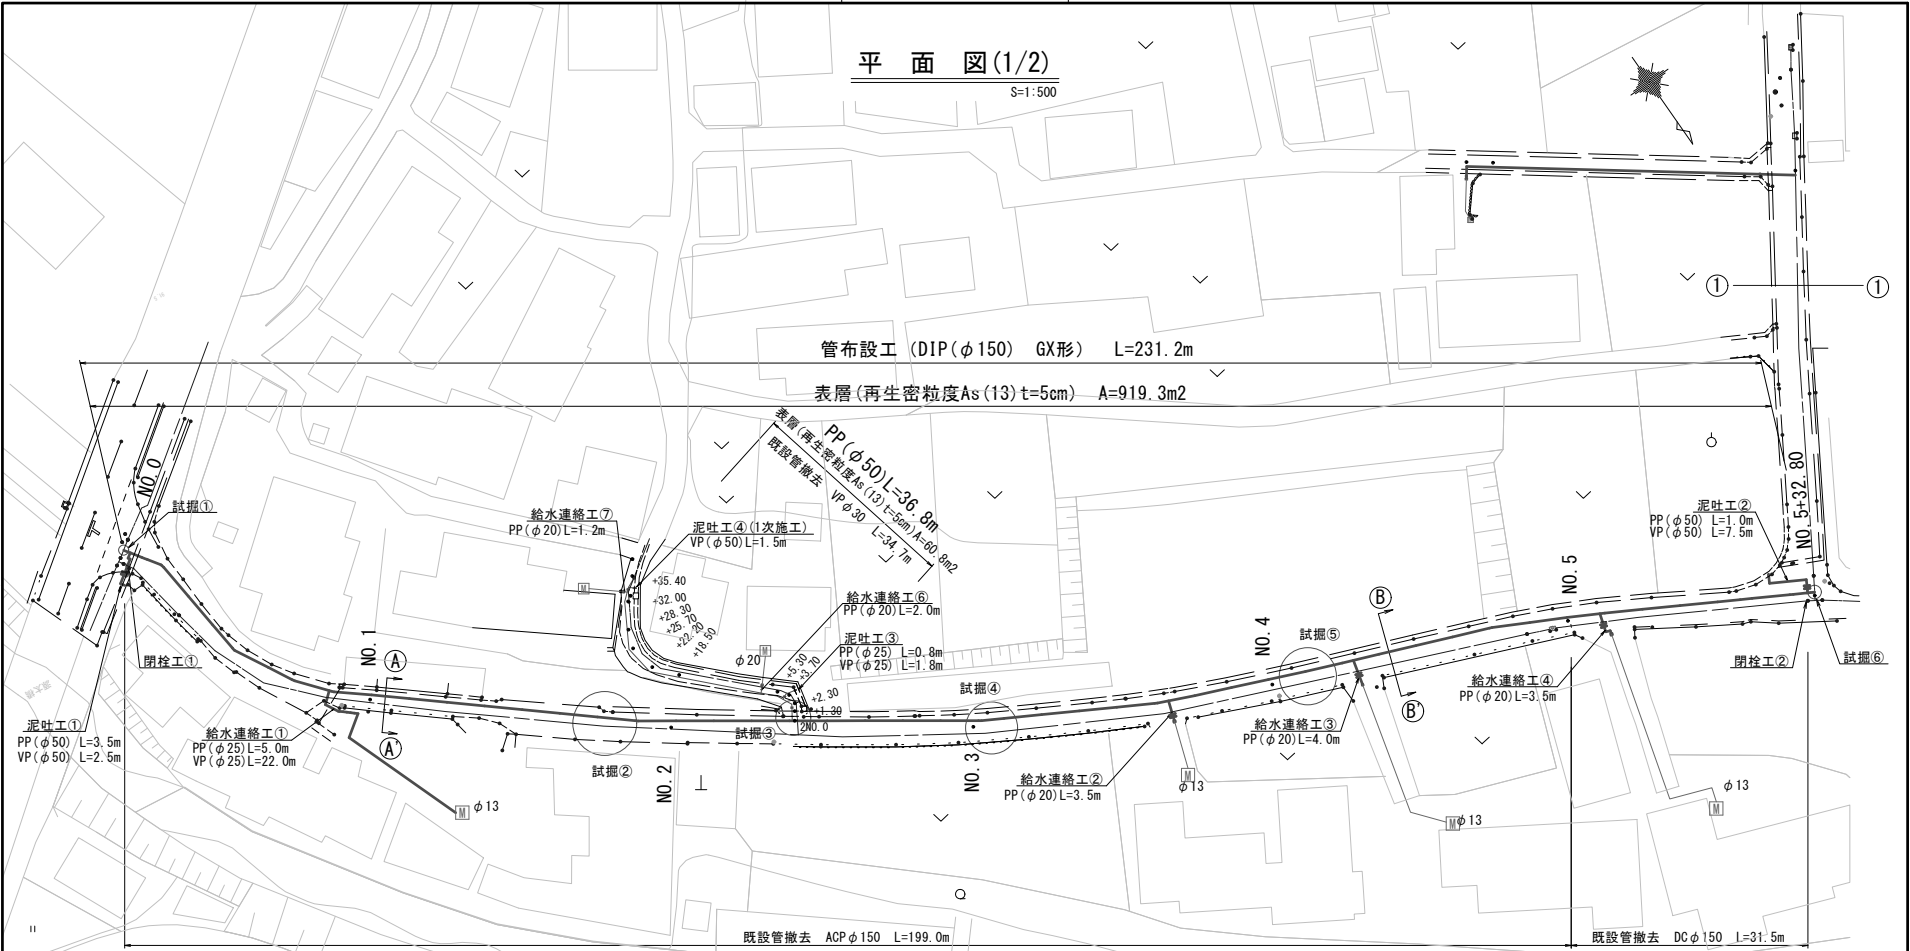 平　面　図(1/2)
S=1:500
①
①
管布設工 (DIP(φ150)　GX形)　L=231.2m
表層(再生密粒度As(13)t=5cm)　A=919.3m2
PP(φ50)L=36.8m
表層(再生密粒度As(13)t=5cm)A=60.8m2
既設管撤去　VPφ30　L=34.7m
NO.0
試掘①
給水連絡工⑦
PP(φ20)L=1.2m
泥吐工④(1次施工)
VP(φ50)L=1.5m
M
+35.40
+32.00
+28.30
+25.70
+22.20
+18.50
給水連絡工⑥
PP(φ20)L=2.0m
泥吐工③
PP(φ25) L=0.8m
VP(φ25) L=1.8m
φ20
M
+5.30
+3.70
+2.30
+1.30
2NO.0
泥吐工②
PP(φ50) L=1.0m
VP(φ50) L=7.5m
NO.5+32.80
NO.5
NO.4
試掘⑤
Ⓑ
Ⓑ'
閉栓工①
NO.1
Ⓐ
Ⓐ'
試掘④
閉栓工②
試掘⑥
給水連絡工④
PP(φ20)L=3.5m
泥吐工①
PP(φ50) L=3.5m
VP(φ50) L=2.5m
給水連絡工①
PP(φ25)L=5.0m
VP(φ25)L=22.0m
試掘③
試掘②
NO.2
NO.3
給水連絡工③
PP(φ20)L=4.0m
給水連絡工②
PP(φ20)L=3.5m
M
φ13
M
φ13
M
φ13
M
φ13
既設管撤去　ACPφ150　L=199.0m
既設管撤去　DCφ150　L=31.5m